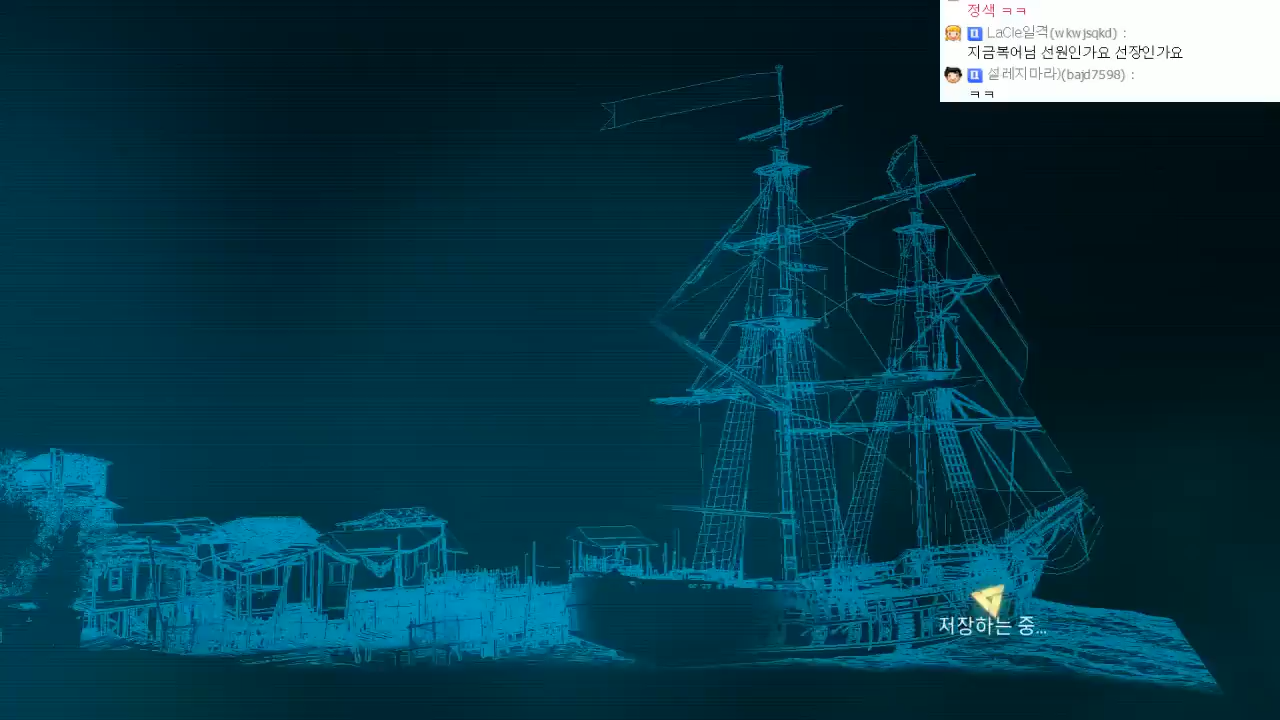 정색 ㅋㅋ
LaCle일격(wkwjsqkd) :
지금복어님 선원인가요 선장인가요
셜레지마라)(bajd7598) :
ㅋㅋ
저장하는 중...